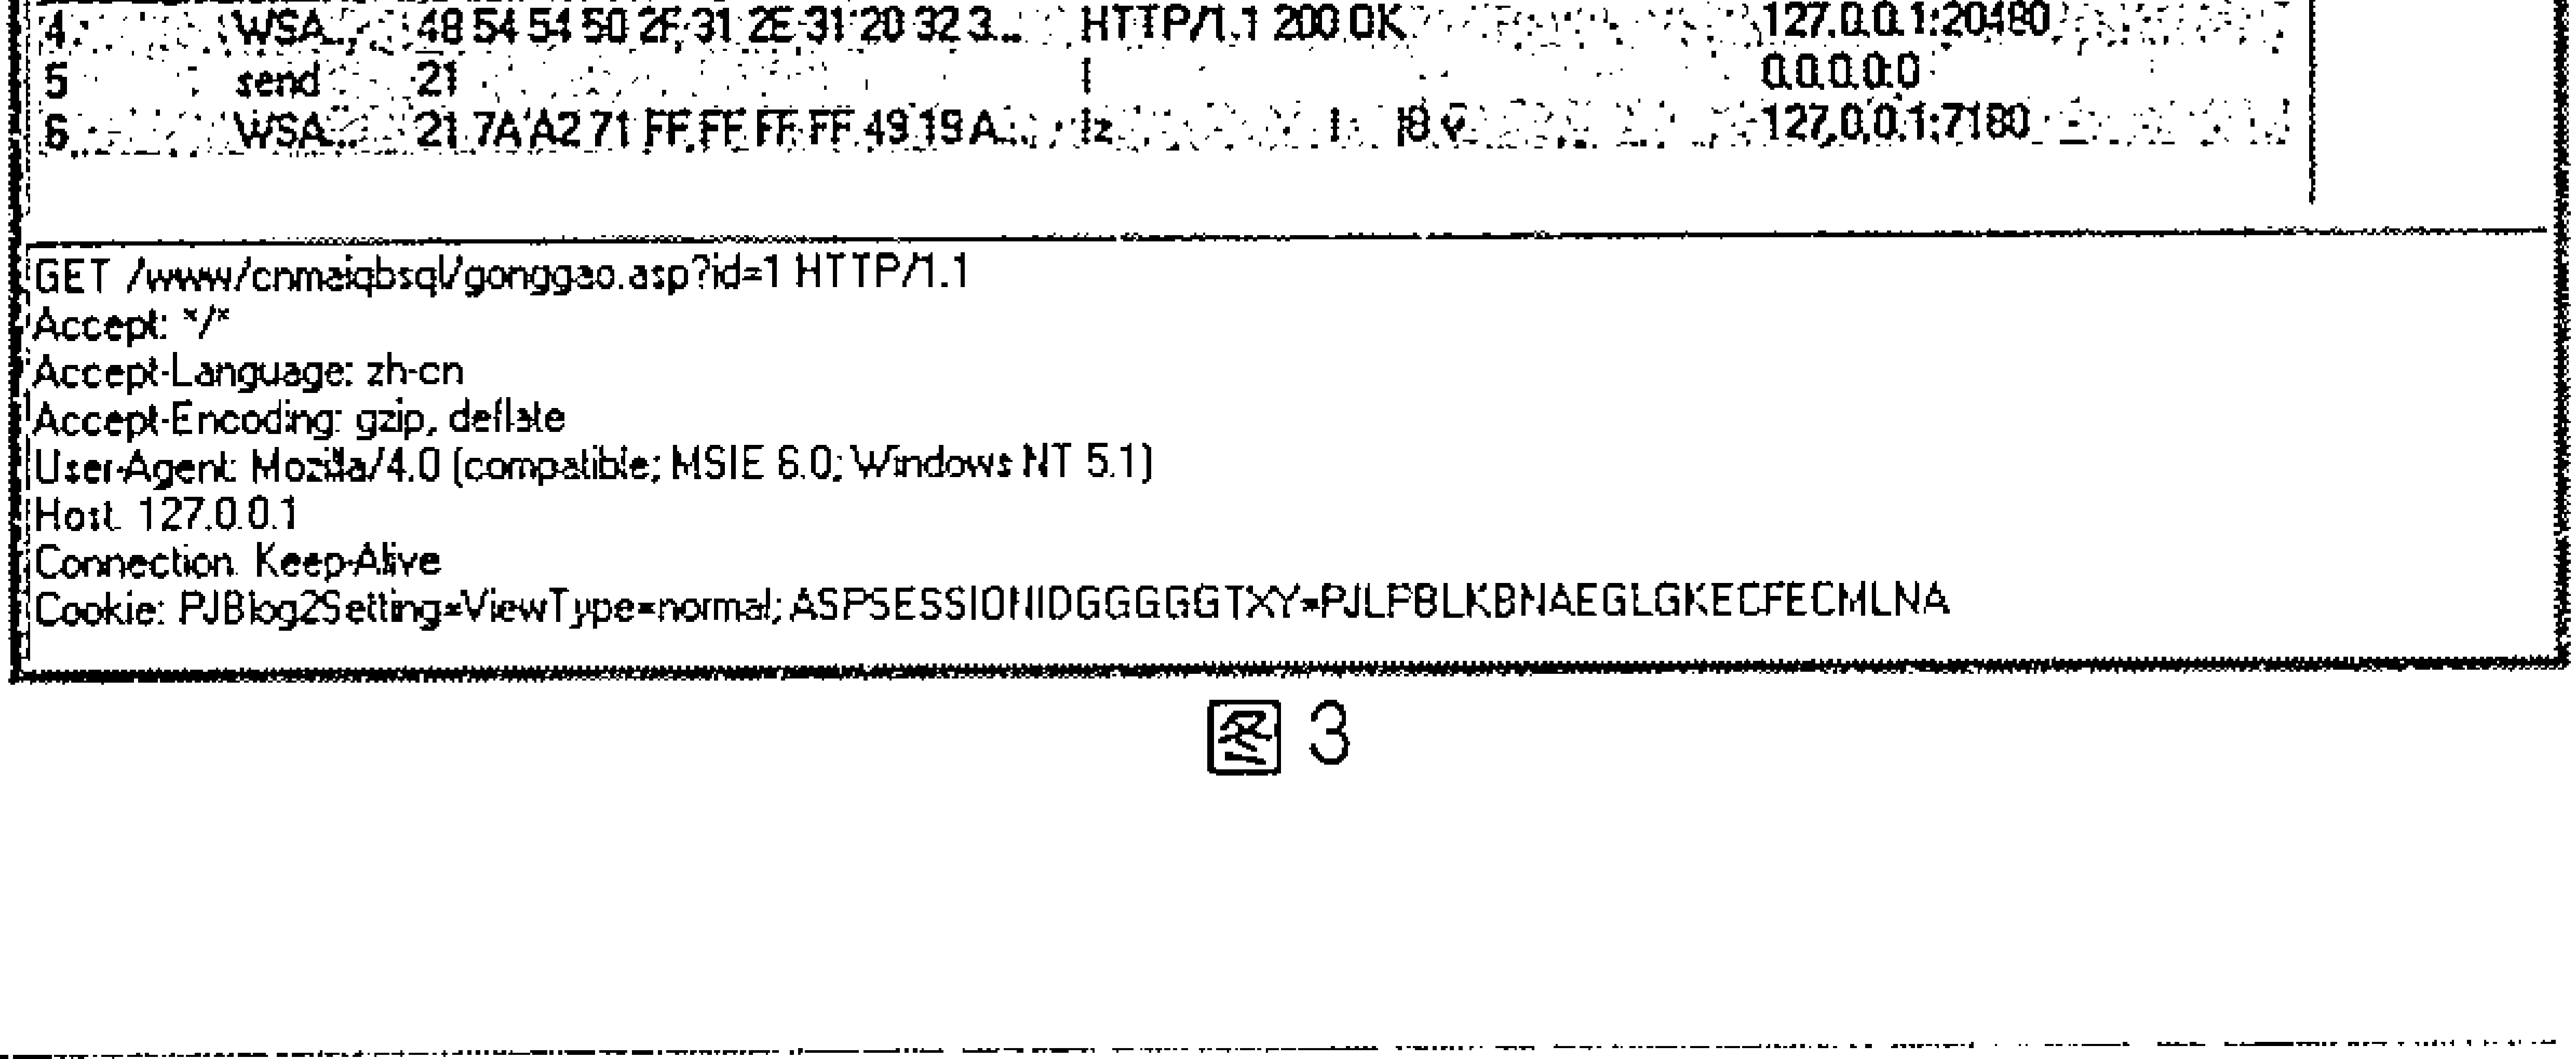 4 WSA... 48 54 54 50 2F 31 2E 31 20 32 3... HTTP/1.1 200 OK 127.0.0.1:20480
5 send 21 ! 0.0.0.0:0
6 WSA... 21 7A A2 71 FF FF FF FF 49 19 A... !z 127.0.0.1:7180
GET /www/cnmaiqbsql/gonggao.asp?id=1 HTTP/1.1
Accept: */*
Accept-Language: zh-cn
Accept-Encoding: gzip, deflate
User-Agent: Mozilla/4.0 (compatible; MSIE 6.0; Windows NT 5.1)
Host: 127.0.0.1
Connection: Keep-Alive
Cookie: PJBlog2Setting=ViewType=normal; ASPSESSIONIDGGGGGTXY=PJLPBLKBNAEGLGKECFECMLNA
图 3